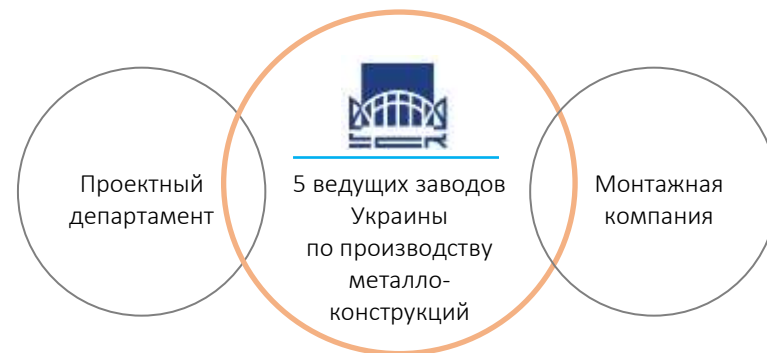 Проектный
департамент
5 ведущих заводов
Украины
по производству
металло-
конструкций
Монтажная
компания